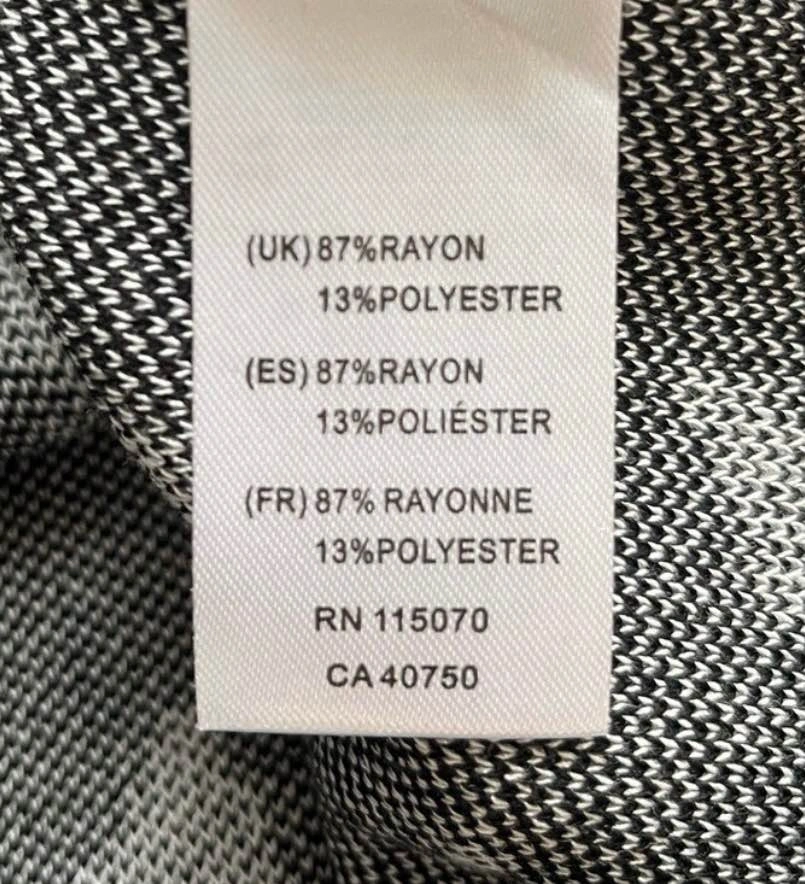 (UK) 87%RAYON
13%POLYESTER
(ES) 87%RAYON
13%POLIÉSTER
(FR) 87% RAYONNE
13%POLYESTER
RN 115070
CA 40750